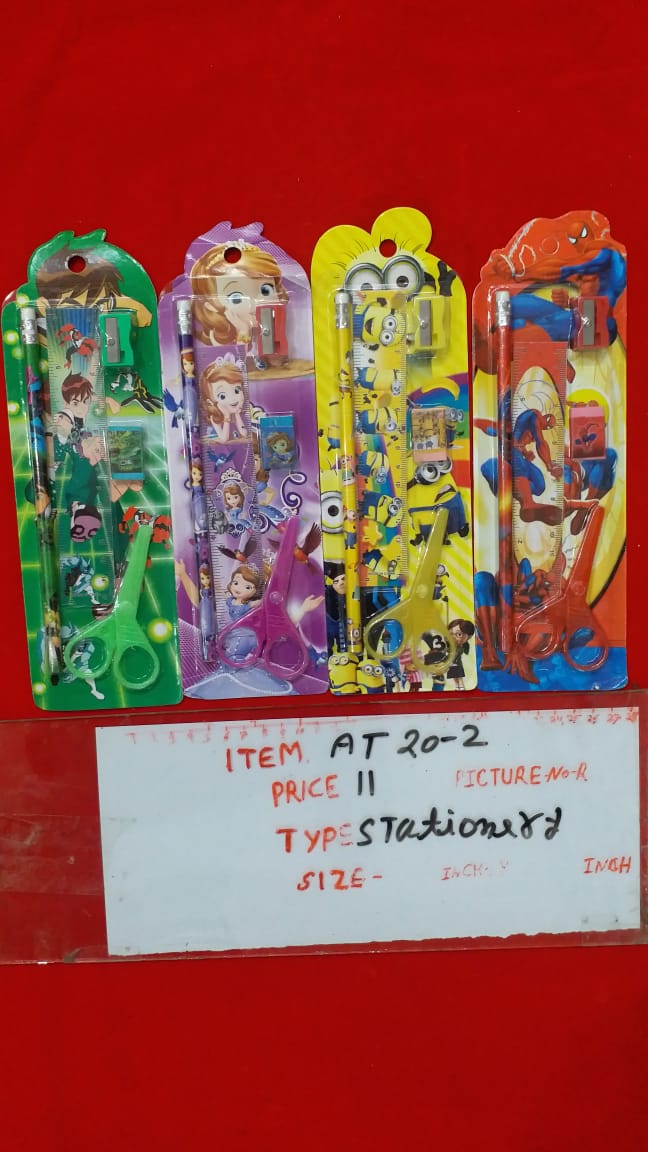 ITEM. AT 20-2
PRICE 11 PICTURE-NO-R
TYPE STationery
SIZE- INCH INCH